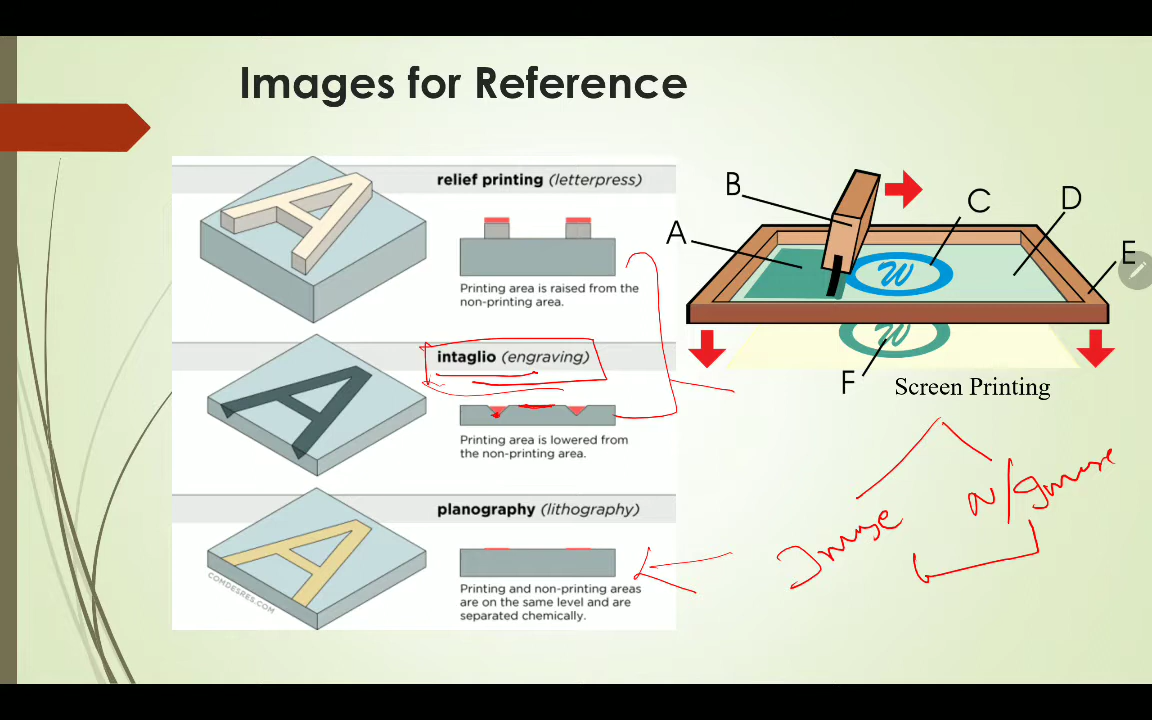 Images for Reference
relief printing (letterpress)
Printing area is raised from the
non-printing area.
intaglio (engraving)
Printing area is lowered from
the non-printing area.
planography (lithography)
Printing and non-printing areas
are on the same level and are
separated chemically.
COMDESRES.COM
A
B
C
D
E
F
W
W
Screen Printing
Image
N/Image